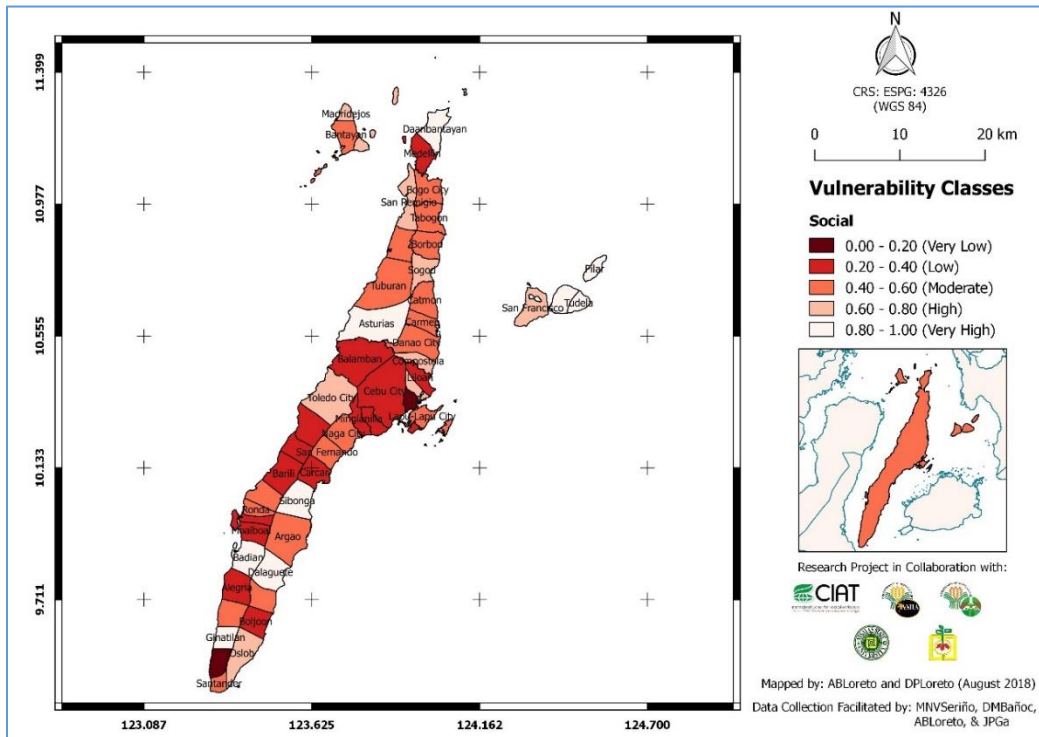 11.399
10.977
10.555
10.133
9.711
123.087
123.625
124.162
124.700
Madridejos
Bantayan
Daanbantayan
Medellin
Bogo City
San Remigio
Tabogon
Borbon
Sogod
Tuburan
Catmon
Carmen
Asturias
Danao City
Compostela
Balamban
Liloan
Cebu City
Toledo City
Lapu-Lapu City
Minglanilla
Naga City
San Fernando
Barili
Carcar
Sibonga
Ronda
Moalboal
Argao
Badian
Dalaguete
Alegria
Boljoon
Ginatilan
Oslob
Santander
Pilar
San Francisco
Tudela
N
CRS: ESPG: 4326
(WGS 84)
0 10 20 km
Vulnerability Classes
Social
0.00 - 0.20 (Very Low)
0.20 - 0.40 (Low)
0.40 - 0.60 (Moderate)
0.60 - 0.80 (High)
0.80 - 1.00 (Very High)
Research Project in Collaboration with:
CIAT
Mapped by: ABLoreto and DPLoreto (August 2018)
Data Collection Facilitated by: MNVSeriño, DMBañoc,
ABLoreto, & JPGa